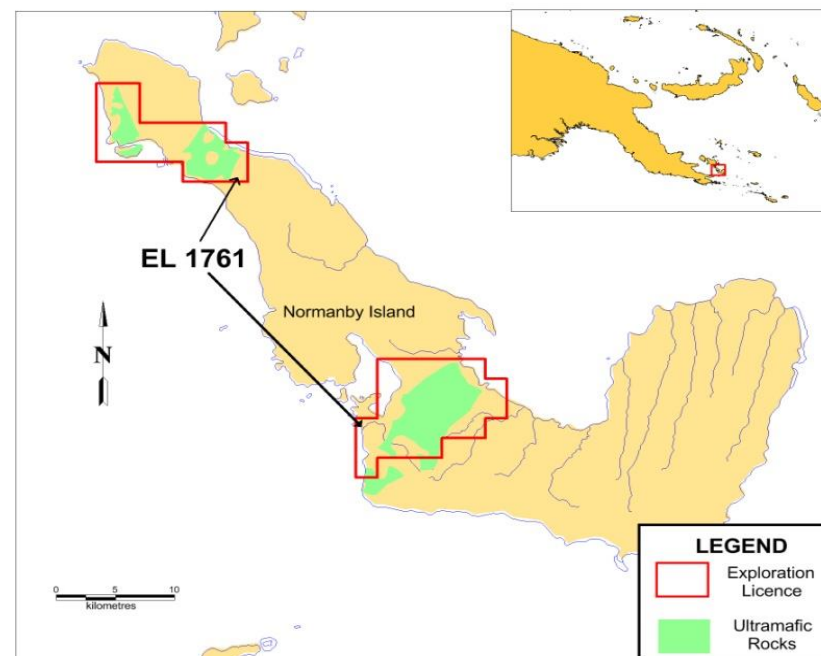 EL 1761
Normanby Island
N
0 5 10
kilometres
LEGEND
Exploration
Licence
Ultramafic
Rocks